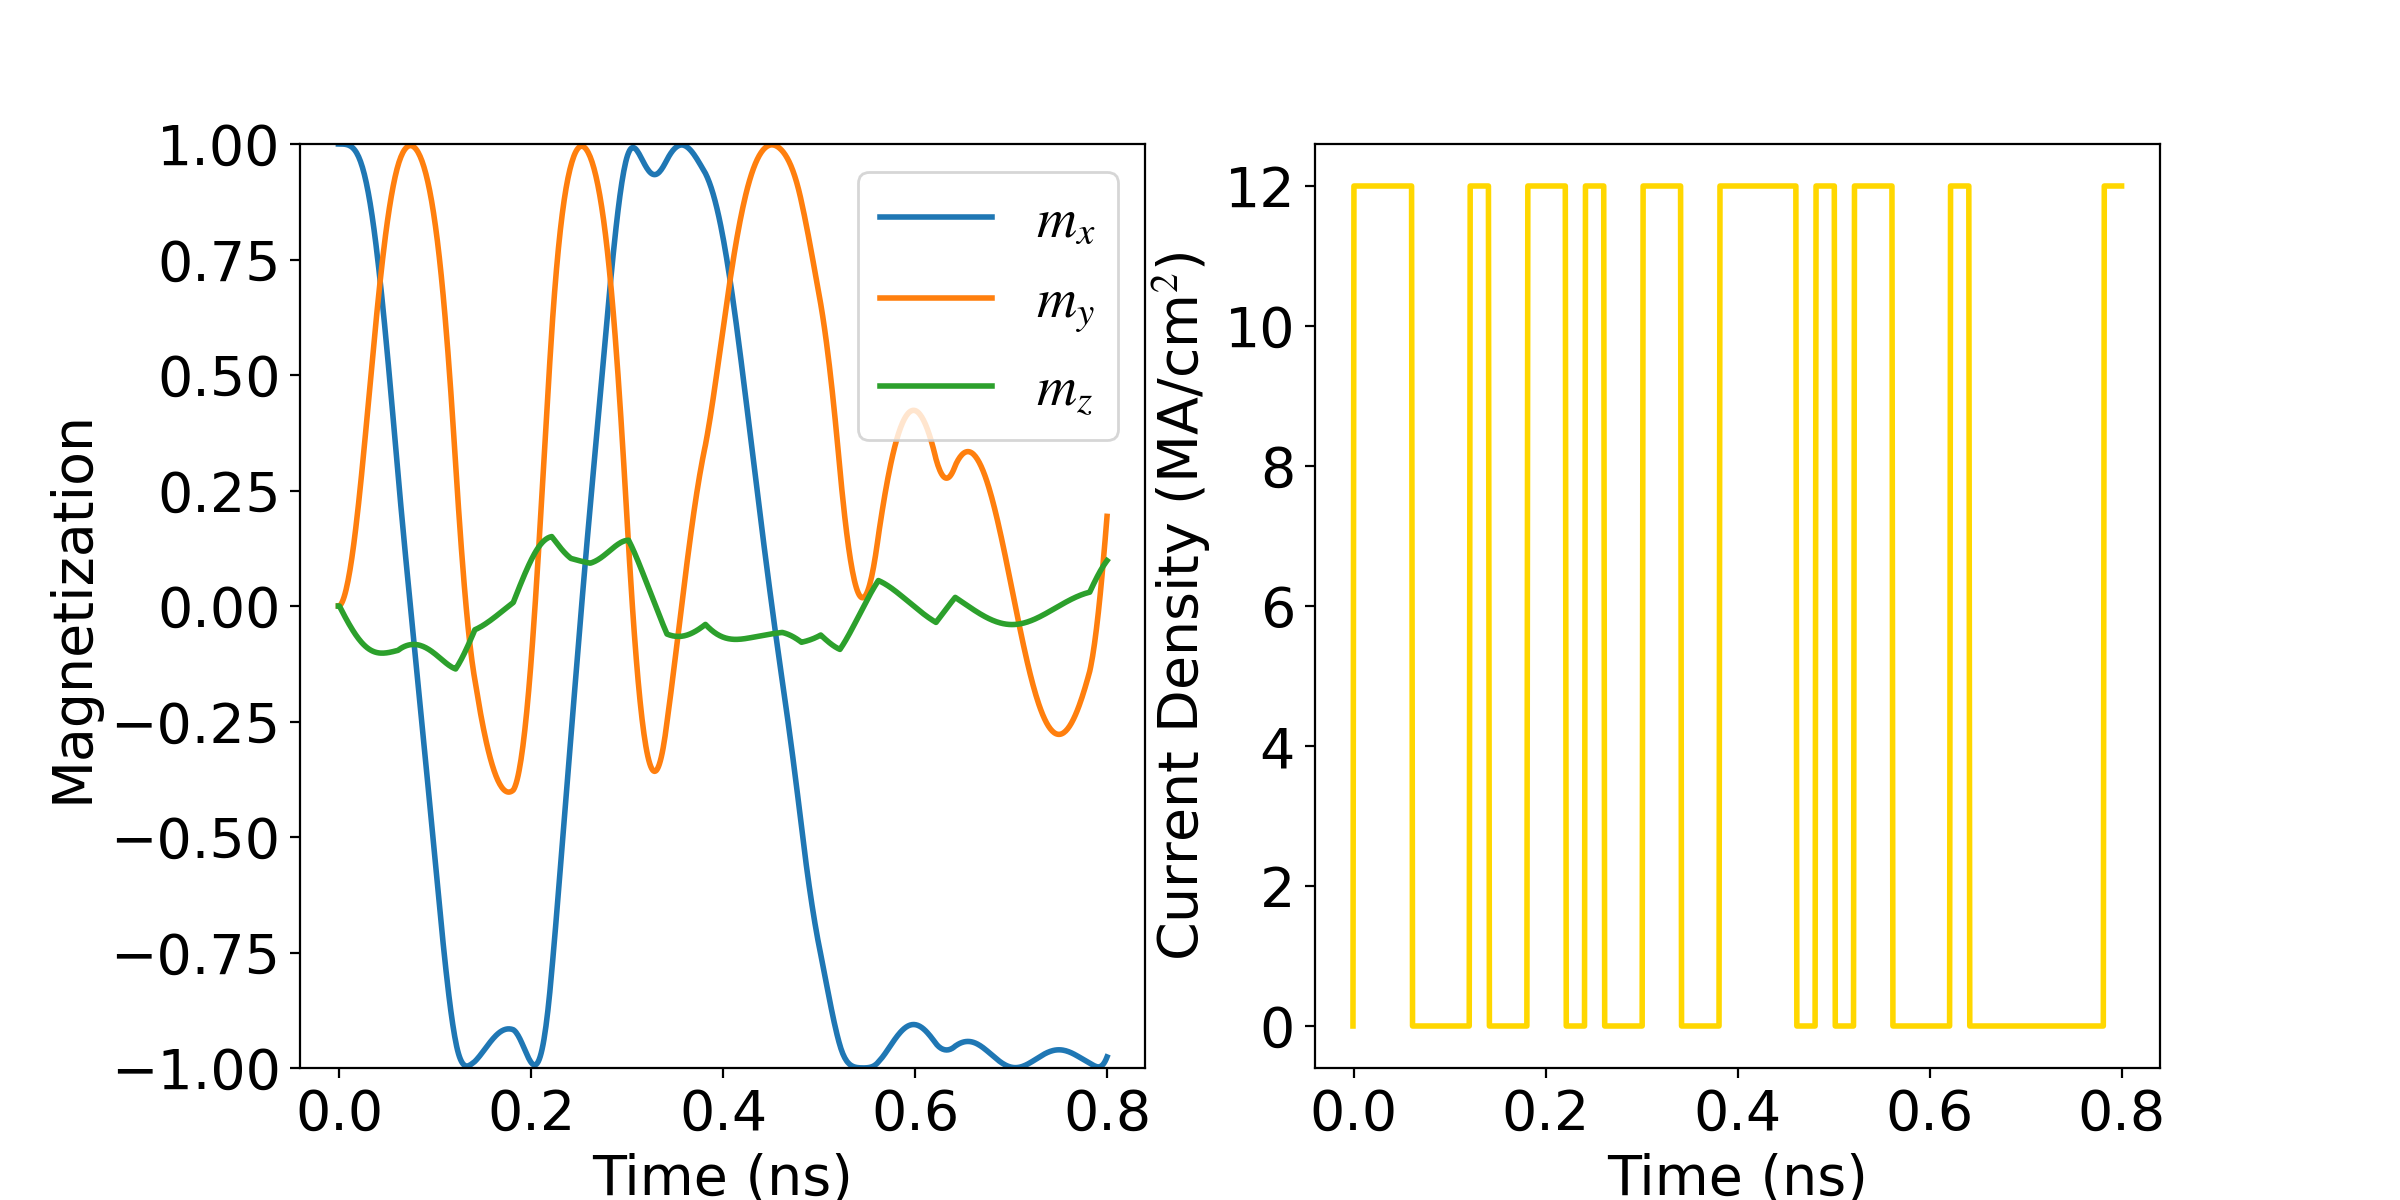 Magnetization
1.00
0.75
0.50
0.25
0.00
−0.25
−0.50
−0.75
−1.00
0.0 0.2 0.4 0.6 0.8
Time (ns)
m_x
m_y
m_z
Current Density (MA/cm²)
12
10
8
6
4
2
0
0.0 0.2 0.4 0.6 0.8
Time (ns)